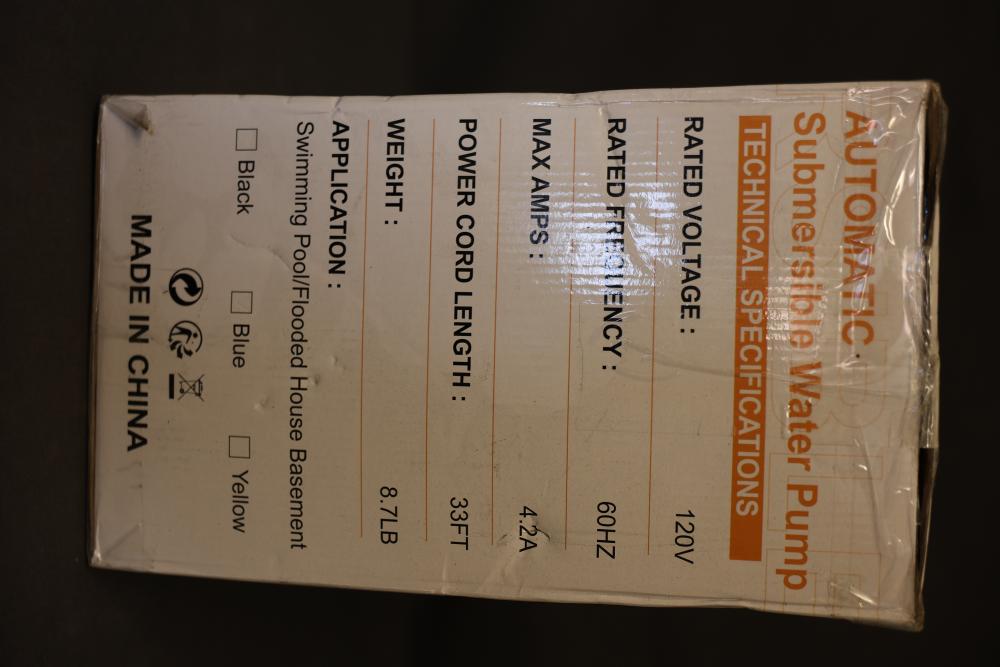 AUTOMATIC
Submersible Water Pump
TECHNICAL SPECIFICATIONS
RATED VOLTAGE : 120V
RATED FREQUENCY : 60HZ
MAX AMPS : 4.2A
POWER CORD LENGTH : 33FT
WEIGHT : 8.7LB
APPLICATION :
Swimming Pool/Flooded House Basement
Black Blue Yellow
MADE IN CHINA